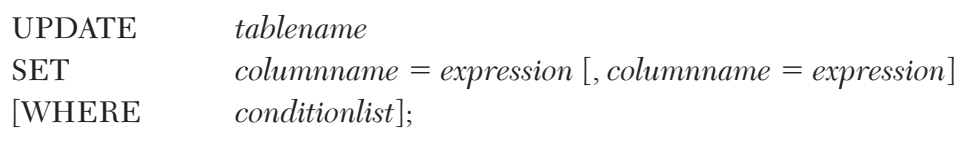 UPDATE tablename
SET columnname = expression [, columnname = expression]
[WHERE conditionlist];